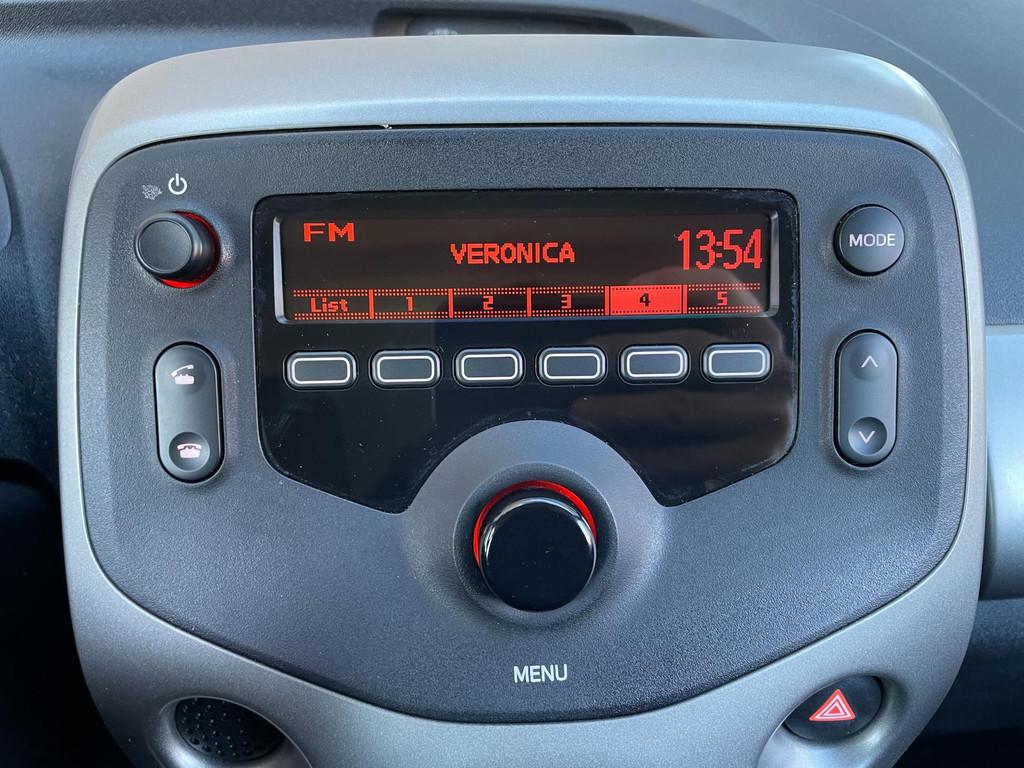 FM
VERONICA
13:54
List 1 2 3 4 5
MODE
MENU